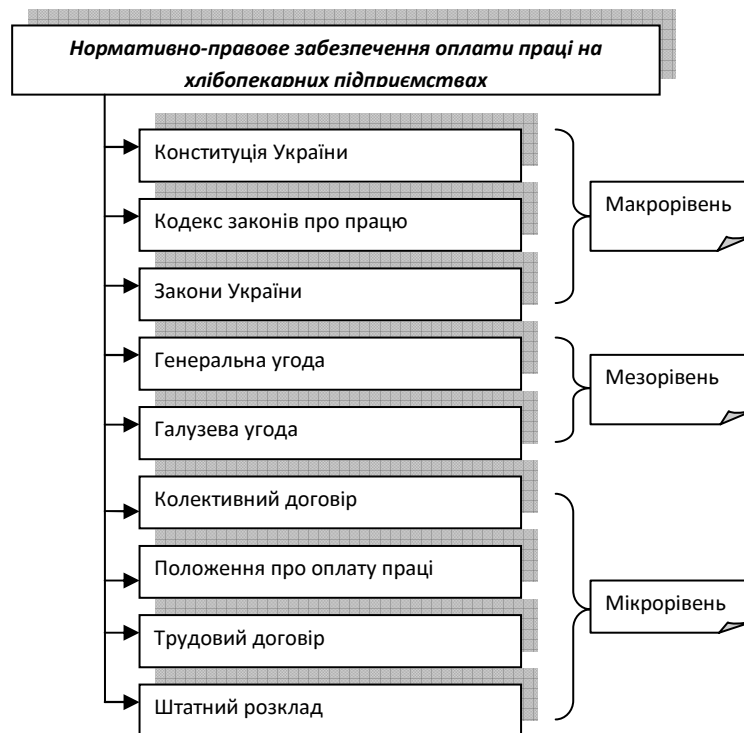 Нормативно-правове забезпечення оплати праці на
хлібопекарних підприємствах
Конституція України
Кодекс законів про працю
Макрорівень
Закони України
Генеральна угода
Мезорівень
Галузева угода
Колективний договір
Положення про оплату праці
Мікрорівень
Трудовий договір
Штатний розклад